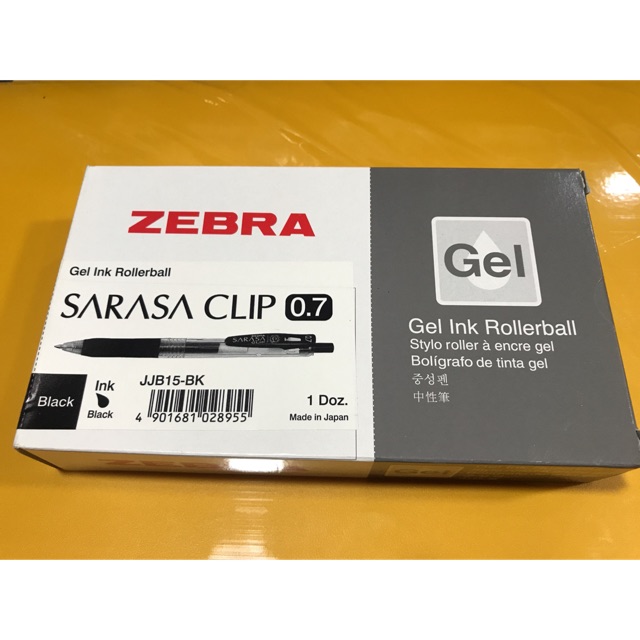 ZEBRA
Gel Ink Rollerball
SARASA CLIP 0.7
Black
Ink
Black
JJB15-BK
4 901681 028955
1 Doz.
Made in Japan
Gel
Gel Ink Rollerball
Stylo roller à encre gel
Bolígrafo de tinta gel
중성펜
中性筆